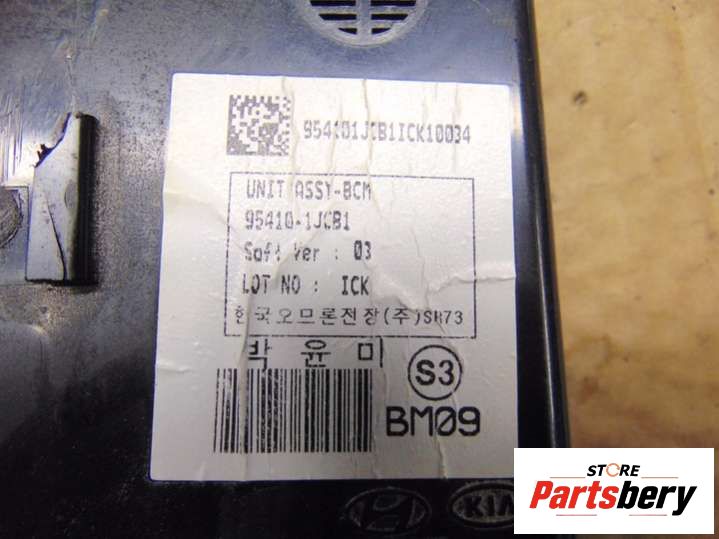 954101JCB1ICK10034
UNIT ASSY-BCM
95410-1JCB1
Soft Ver : 03
LOT NO : ICK
한국오므론전장(주)SH73
박 윤 미
S3
BM09
KIA
STORE
Partsbery